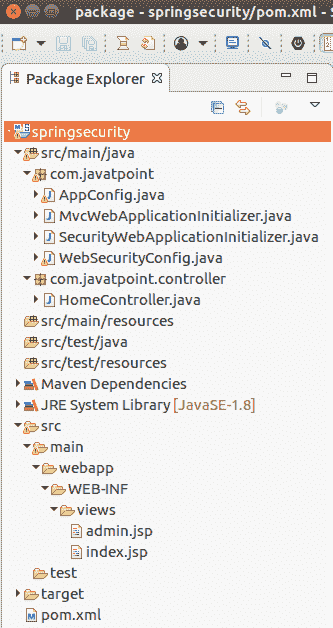 package - springsecurity/pom.xml - S
Package Explorer
springsecurity
src/main/java
com.javatpoint
AppConfig.java
MvcWebApplicationInitializer.java
SecurityWebApplicationInitializer.java
WebSecurityConfig.java
com.javatpoint.controller
HomeController.java
src/main/resources
src/test/java
src/test/resources
Maven Dependencies
JRE System Library [JavaSE-1.8]
src
main
webapp
WEB-INF
views
admin.jsp
index.jsp
test
target
pom.xml